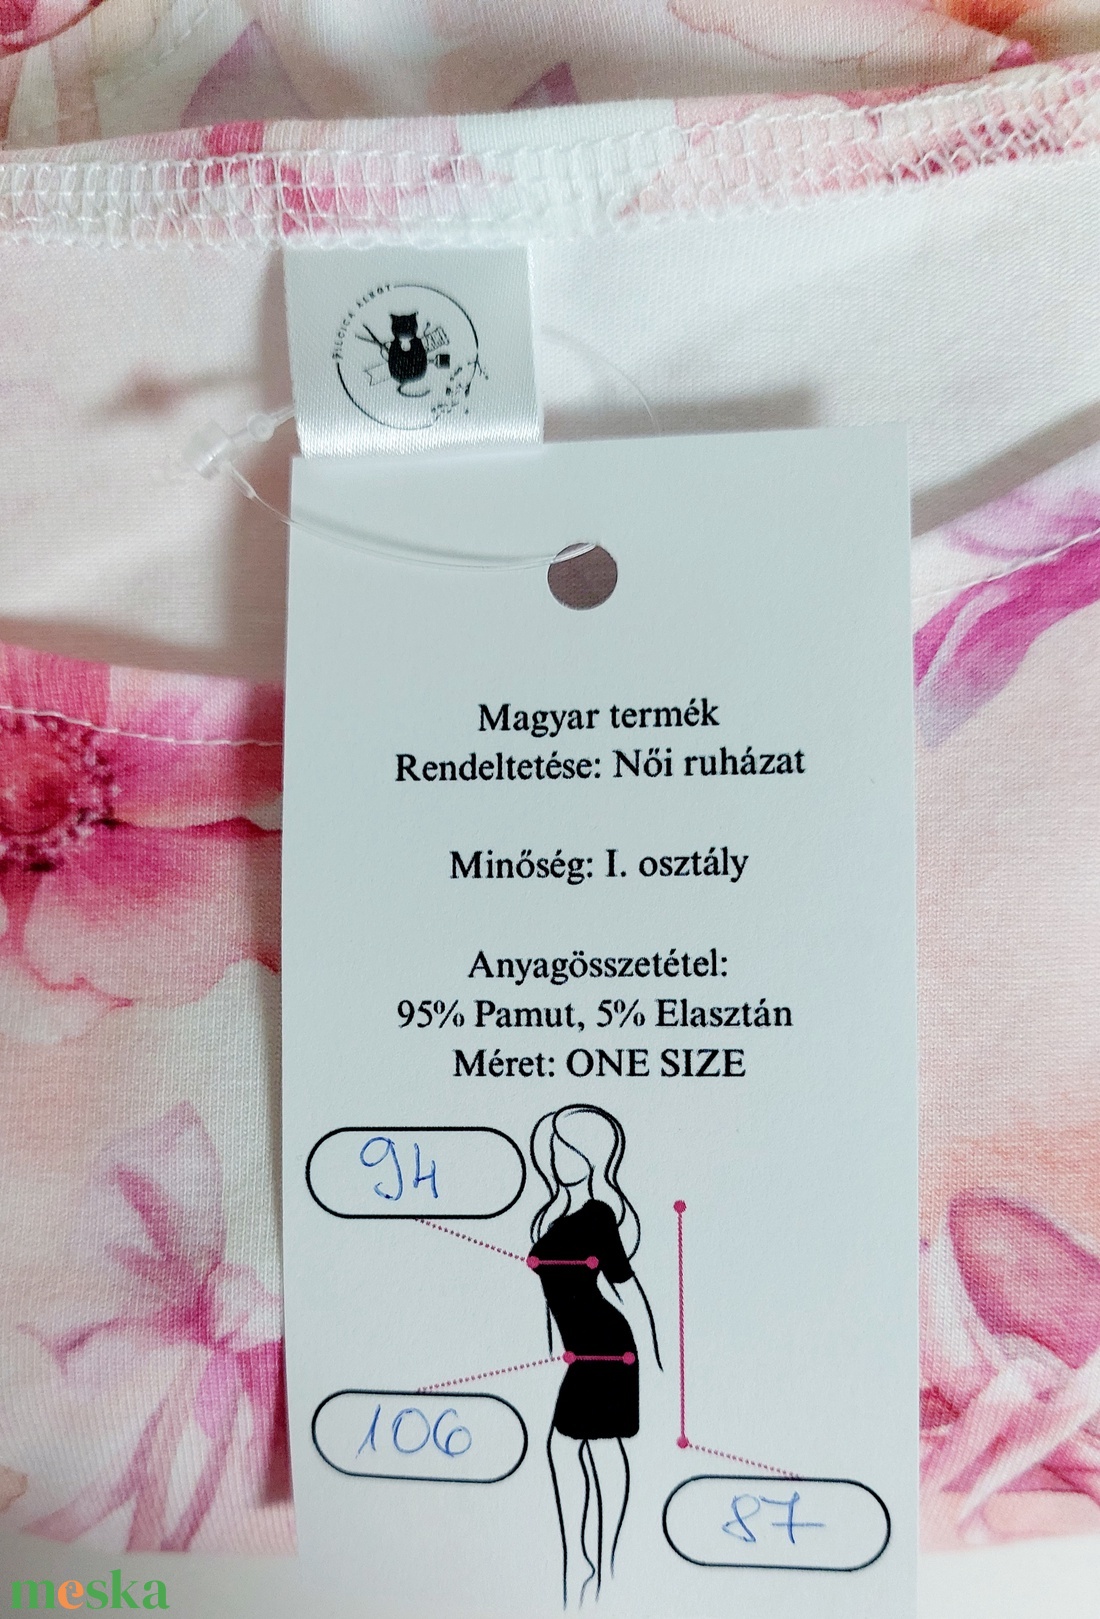 Magyar termék
Rendeltetése: Női ruházat
Minőség: I. osztály
Anyagösszetétel:
95% Pamut, 5% Elasztán
Méret: ONE SIZE
94
106
87
meska